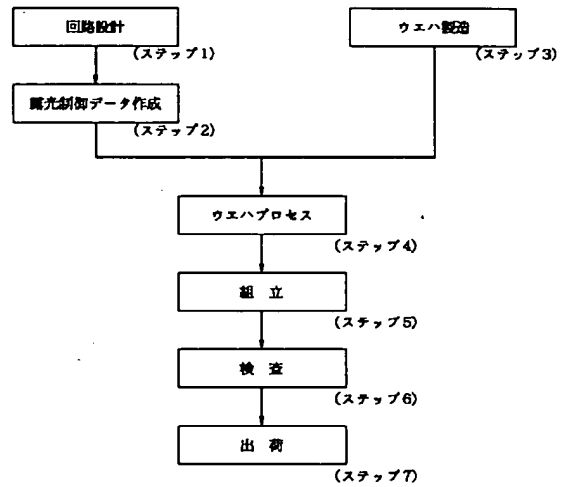 回路設計
(ステップ1)
ウエハ製造
(ステップ3)
露光制御データ作成
(ステップ2)
ウエハプロセス
(ステップ4)
組 立
(ステップ5)
検 査
(ステップ6)
出 荷
(ステップ7)